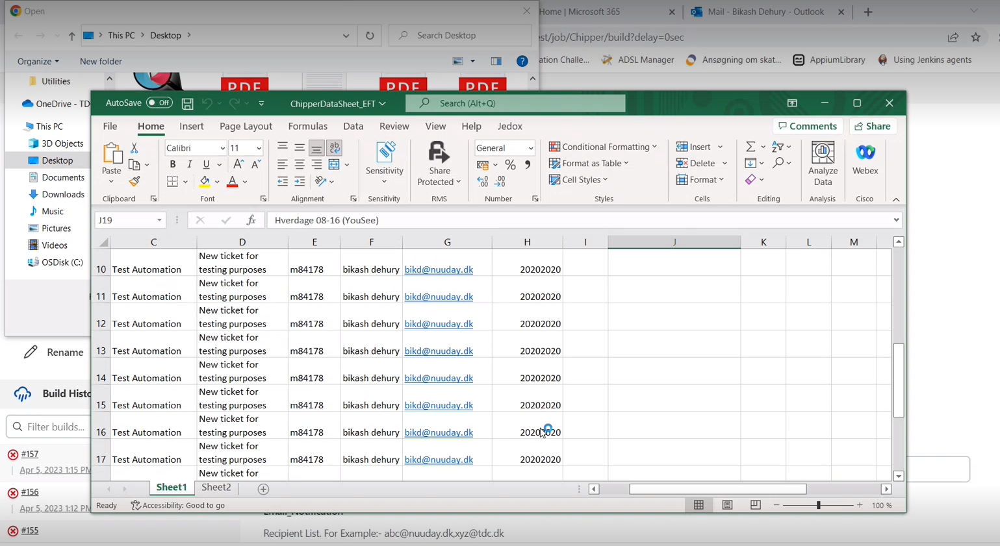 Open
Home | Microsoft 365
Mail - Bikash Dehury - Outlook
This PC
Desktop
Search Desktop
est/job/Chipper/build?delay=0sec
Organize
New folder
ation Challe...
ADSL Manager
Ansøgning om skat...
AppiumLibrary
Using Jenkins agents
Utilities
OneDrive - TD
This PC
3D Objects
Desktop
Documents
Downloads
Music
Pictures
Videos
OSDisk (C:)
PDF
PDF
PDF
AutoSave
Off
ChipperDataSheet_EFT
Search (Alt+Q)
File
Home
Insert
Page Layout
Formulas
Data
Review
View
Help
Jedox
Comments
Share
Paste
Clipboard
Calibri
11
B I U
Font
Alignment
Sensitivity
Sensitivity
Share
Protected
RMS
General
Number
Conditional Formatting
Format as Table
Cell Styles
Styles
Insert
Delete
Format
Cells
Editing
Analyze
Data
Analysis
Webex
Cisco
J19
fx
Hverdage 08-16 (YouSee)
C D E F G H I J K L M
New ticket for
10 Test Automation testing purposes m84178 bikash dehury bikd@nuuday.dk 20202020
New ticket for
11 Test Automation testing purposes m84178 bikash dehury bikd@nuuday.dk 20202020
New ticket for
12 Test Automation testing purposes m84178 bikash dehury bikd@nuuday.dk 20202020
New ticket for
13 Test Automation testing purposes m84178 bikash dehury bikd@nuuday.dk 20202020
New ticket for
14 Test Automation testing purposes m84178 bikash dehury bikd@nuuday.dk 20202020
New ticket for
15 Test Automation testing purposes m84178 bikash dehury bikd@nuuday.dk 20202020
New ticket for
16 Test Automation testing purposes m84178 bikash dehury bikd@nuuday.dk 20202020
New ticket for
17 Test Automation testing purposes m84178 bikash dehury bikd@nuuday.dk 20202020
New ticket for
Sheet1
Sheet2
Ready
Accessibility: Good to go
100 %
Rename
Build Histo
Filter builds...
#157
Apr 5, 2023 1:15 PM
#156
Apr 5, 2023 1:12 PM
#155
Email_Notification
Recipient List. For Example:- abc@nuuday.dk,xyz@tdc.dk